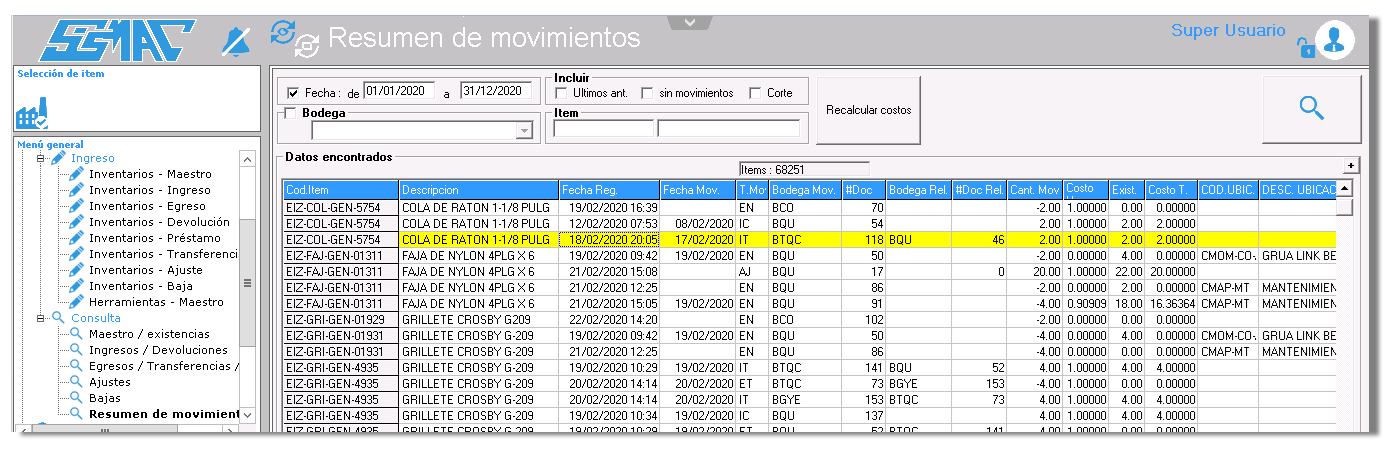 SISMAC
Resumen de movimientos
Super Usuario
Selección de item
Menú general
Ingreso
Inventarios - Maestro
Inventarios - Ingreso
Inventarios - Egreso
Inventarios - Devolución
Inventarios - Préstamo
Inventarios - Transferenci
Inventarios - Ajuste
Inventarios - Baja
Herramientas - Maestro
Consulta
Maestro / existencias
Ingresos / Devoluciones
Egresos / Transferencias /
Ajustes
Bajas
Resumen de movimient
Fecha : de 01/01/2020 a 31/12/2020
Incluir
Ultimos ant. sin movimientos Corte
Bodega
Item
Recalcular costos
Datos encontrados
Items : 68251
+
Cod.Item Descripcion Fecha Reg. Fecha Mov. T.Mo Bodega Mov. #Doc Bodega Rel. #Doc Rel. Cant. Mov Costo Exist. Costo T. COD.UBIC. DESC. UBICAC
EIZ-COL-GEN-5754 COLA DE RATON 1-1/8 PULG 19/02/2020 16:39 EN BCO 70 -2.00 1.00000 0.00 0.00000
EIZ-COL-GEN-5754 COLA DE RATON 1-1/8 PULG 12/02/2020 07:53 08/02/2020 IC BQU 54 2.00 1.00000 2.00 2.00000
EIZ-COL-GEN-5754 COLA DE RATON 1-1/8 PULG 18/02/2020 20:05 17/02/2020 IT BTQC 118 BQU 46 2.00 1.00000 2.00 2.00000
EIZ-FAJ-GEN-01311 FAJA DE NYLON 4PLG X 6 19/02/2020 09:42 19/02/2020 EN BQU 50 -2.00 0.00000 4.00 0.00000 CMOM-CO- GRUA LINK BE
EIZ-FAJ-GEN-01311 FAJA DE NYLON 4PLG X 6 21/02/2020 15:08 AJ BQU 17 0 20.00 1.00000 22.00 20.00000
EIZ-FAJ-GEN-01311 FAJA DE NYLON 4PLG X 6 21/02/2020 12:25 EN BQU 86 -2.00 0.00000 2.00 0.00000 CMAP-MT MANTENIMIEN
EIZ-FAJ-GEN-01311 FAJA DE NYLON 4PLG X 6 21/02/2020 15:05 19/02/2020 EN BQU 91 -4.00 0.90909 18.00 16.36364 CMAP-MT MANTENIMIEN
EIZ-GRI-GEN-01929 GRILLETE CROSBY G209 22/02/2020 14:20 EN BCO 102 -2.00 0.00000 0.00 0.00000
EIZ-GRI-GEN-01931 GRILLETE CROSBY G-209 19/02/2020 09:42 19/02/2020 EN BQU 50 -4.00 0.00000 4.00 0.00000 CMOM-CO- GRUA LINK BE
EIZ-GRI-GEN-01931 GRILLETE CROSBY G-209 21/02/2020 12:25 EN BQU 86 -4.00 0.00000 0.00 0.00000 CMAP-MT MANTENIMIEN
EIZ-GRI-GEN-4935 GRILLETE CROSBY G-209 19/02/2020 10:29 19/02/2020 IT BTQC 141 BQU 52 4.00 1.00000 4.00 4.00000
EIZ-GRI-GEN-4935 GRILLETE CROSBY G-209 20/02/2020 14:14 20/02/2020 ET BTQC 73 BGYE 153 -4.00 1.00000 0.00 0.00000
EIZ-GRI-GEN-4935 GRILLETE CROSBY G-209 20/02/2020 14:14 20/02/2020 IT BGYE 153 BTQC 73 4.00 1.00000 4.00 4.00000
EIZ-GRI-GEN-4935 GRILLETE CROSBY G-209 19/02/2020 10:34 19/02/2020 IC BQU 137 4.00 1.00000 4.00 4.00000
EIZ-GRI-GEN-4935 GRILLETE CROSBY G-209 19/02/2020 10:29 19/02/2020 ET BQU 52 BTQC 141 -4.00 1.00000 0.00 0.00000